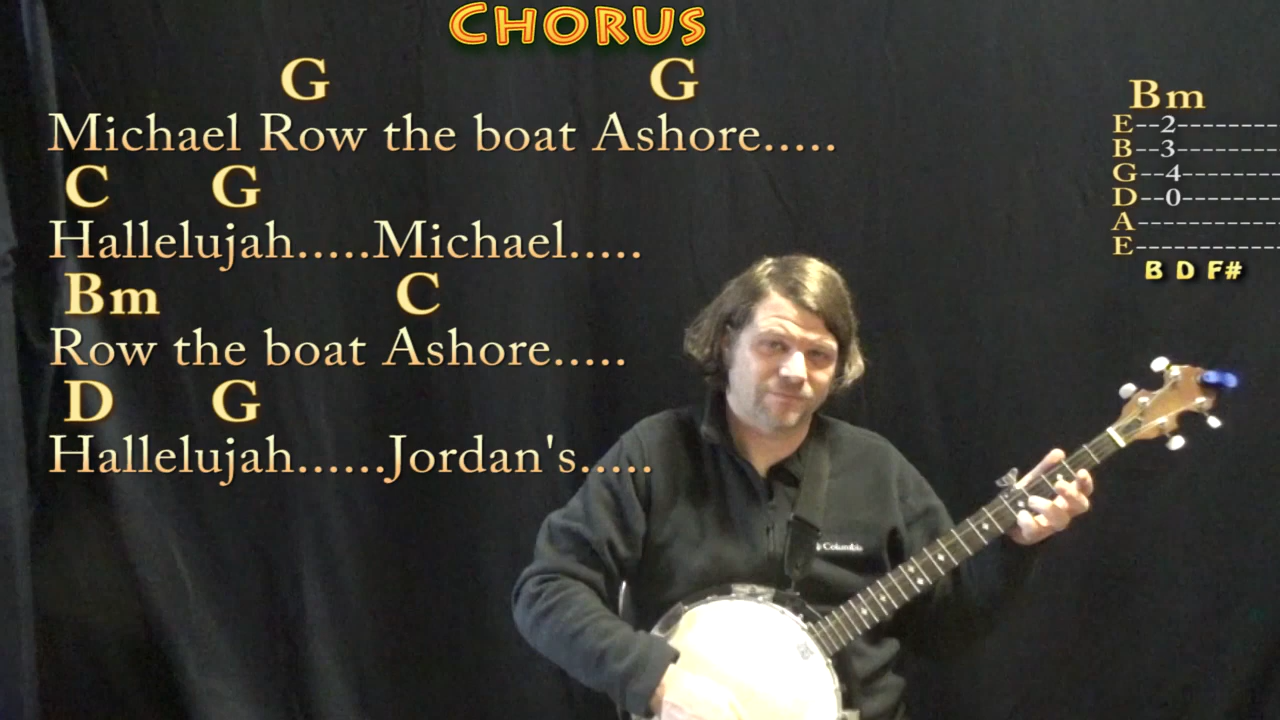 CHORUS
G G
Michael Row the boat Ashore.....
C G
Hallelujah.....Michael.....
Bm C
Row the boat Ashore.....
D G
Hallelujah......Jordan's.....
Bm
E--2--------
B--3--------
G--4--------
D--0--------
A-----------
E-----------
B D F#
Columbia